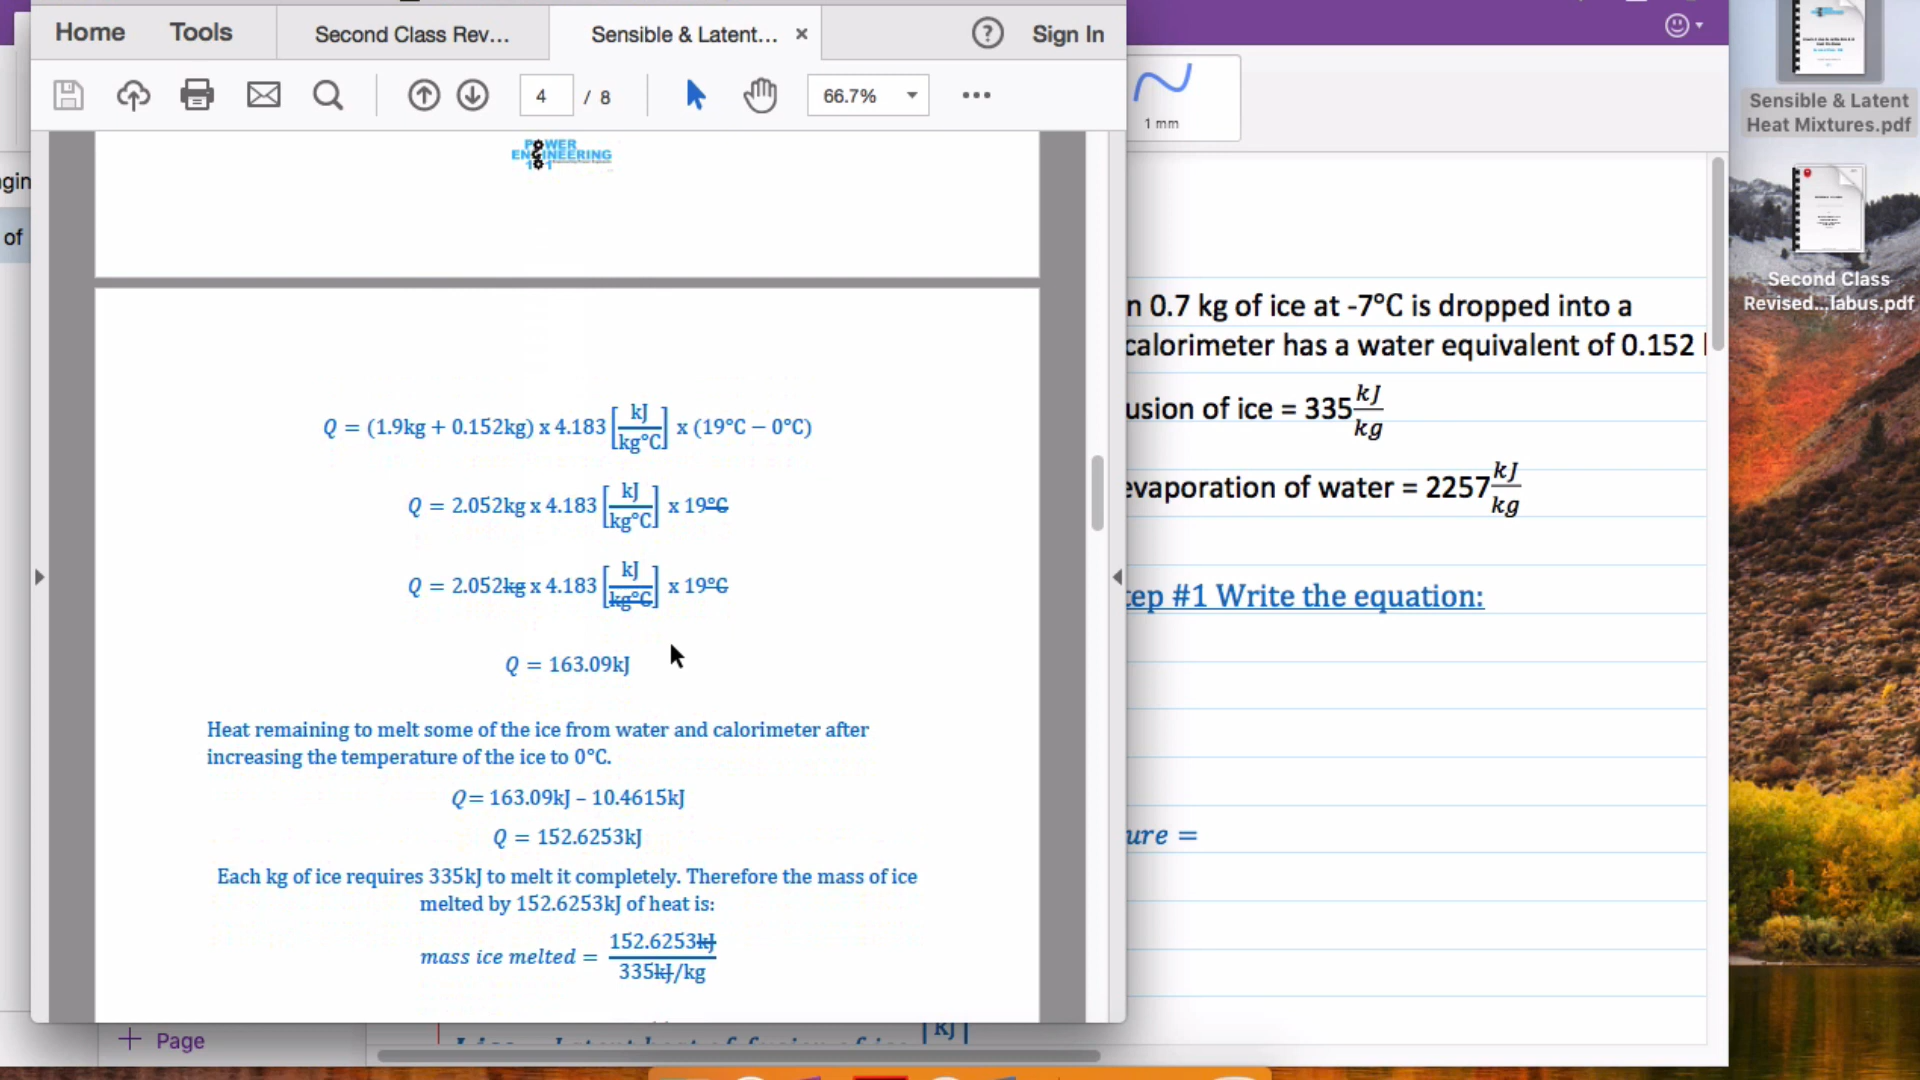 Home Tools Second Class Rev... Sensible & Latent... × ? Sign In
4 / 8 66.7%
1 mm
POWER
ENGINEERING
101
Q = (1.9kg + 0.152kg) x 4.183 [kJ/kg°C] x (19°C − 0°C)
Q = 2.052kg x 4.183 [kJ/kg°C] x 19°C
Q = 2.052kg x 4.183 [kJ/kg°C] x 19°C
Q = 163.09kJ
Heat remaining to melt some of the ice from water and calorimeter after
increasing the temperature of the ice to 0°C.
Q= 163.09kJ – 10.4615kJ
Q = 152.6253kJ
Each kg of ice requires 335kJ to melt it completely. Therefore the mass of ice
melted by 152.6253kJ of heat is:
mass ice melted = 152.6253kJ / 335kJ/kg
n 0.7 kg of ice at -7°C is dropped into a
calorimeter has a water equivalent of 0.152
usion of ice = 335 kJ/kg
evaporation of water = 2257 kJ/kg
tep #1 Write the equation:
ure =
gin
of
+ Page
Sensible & Latent
Heat Mixtures.pdf
Second Class
Revised...labus.pdf